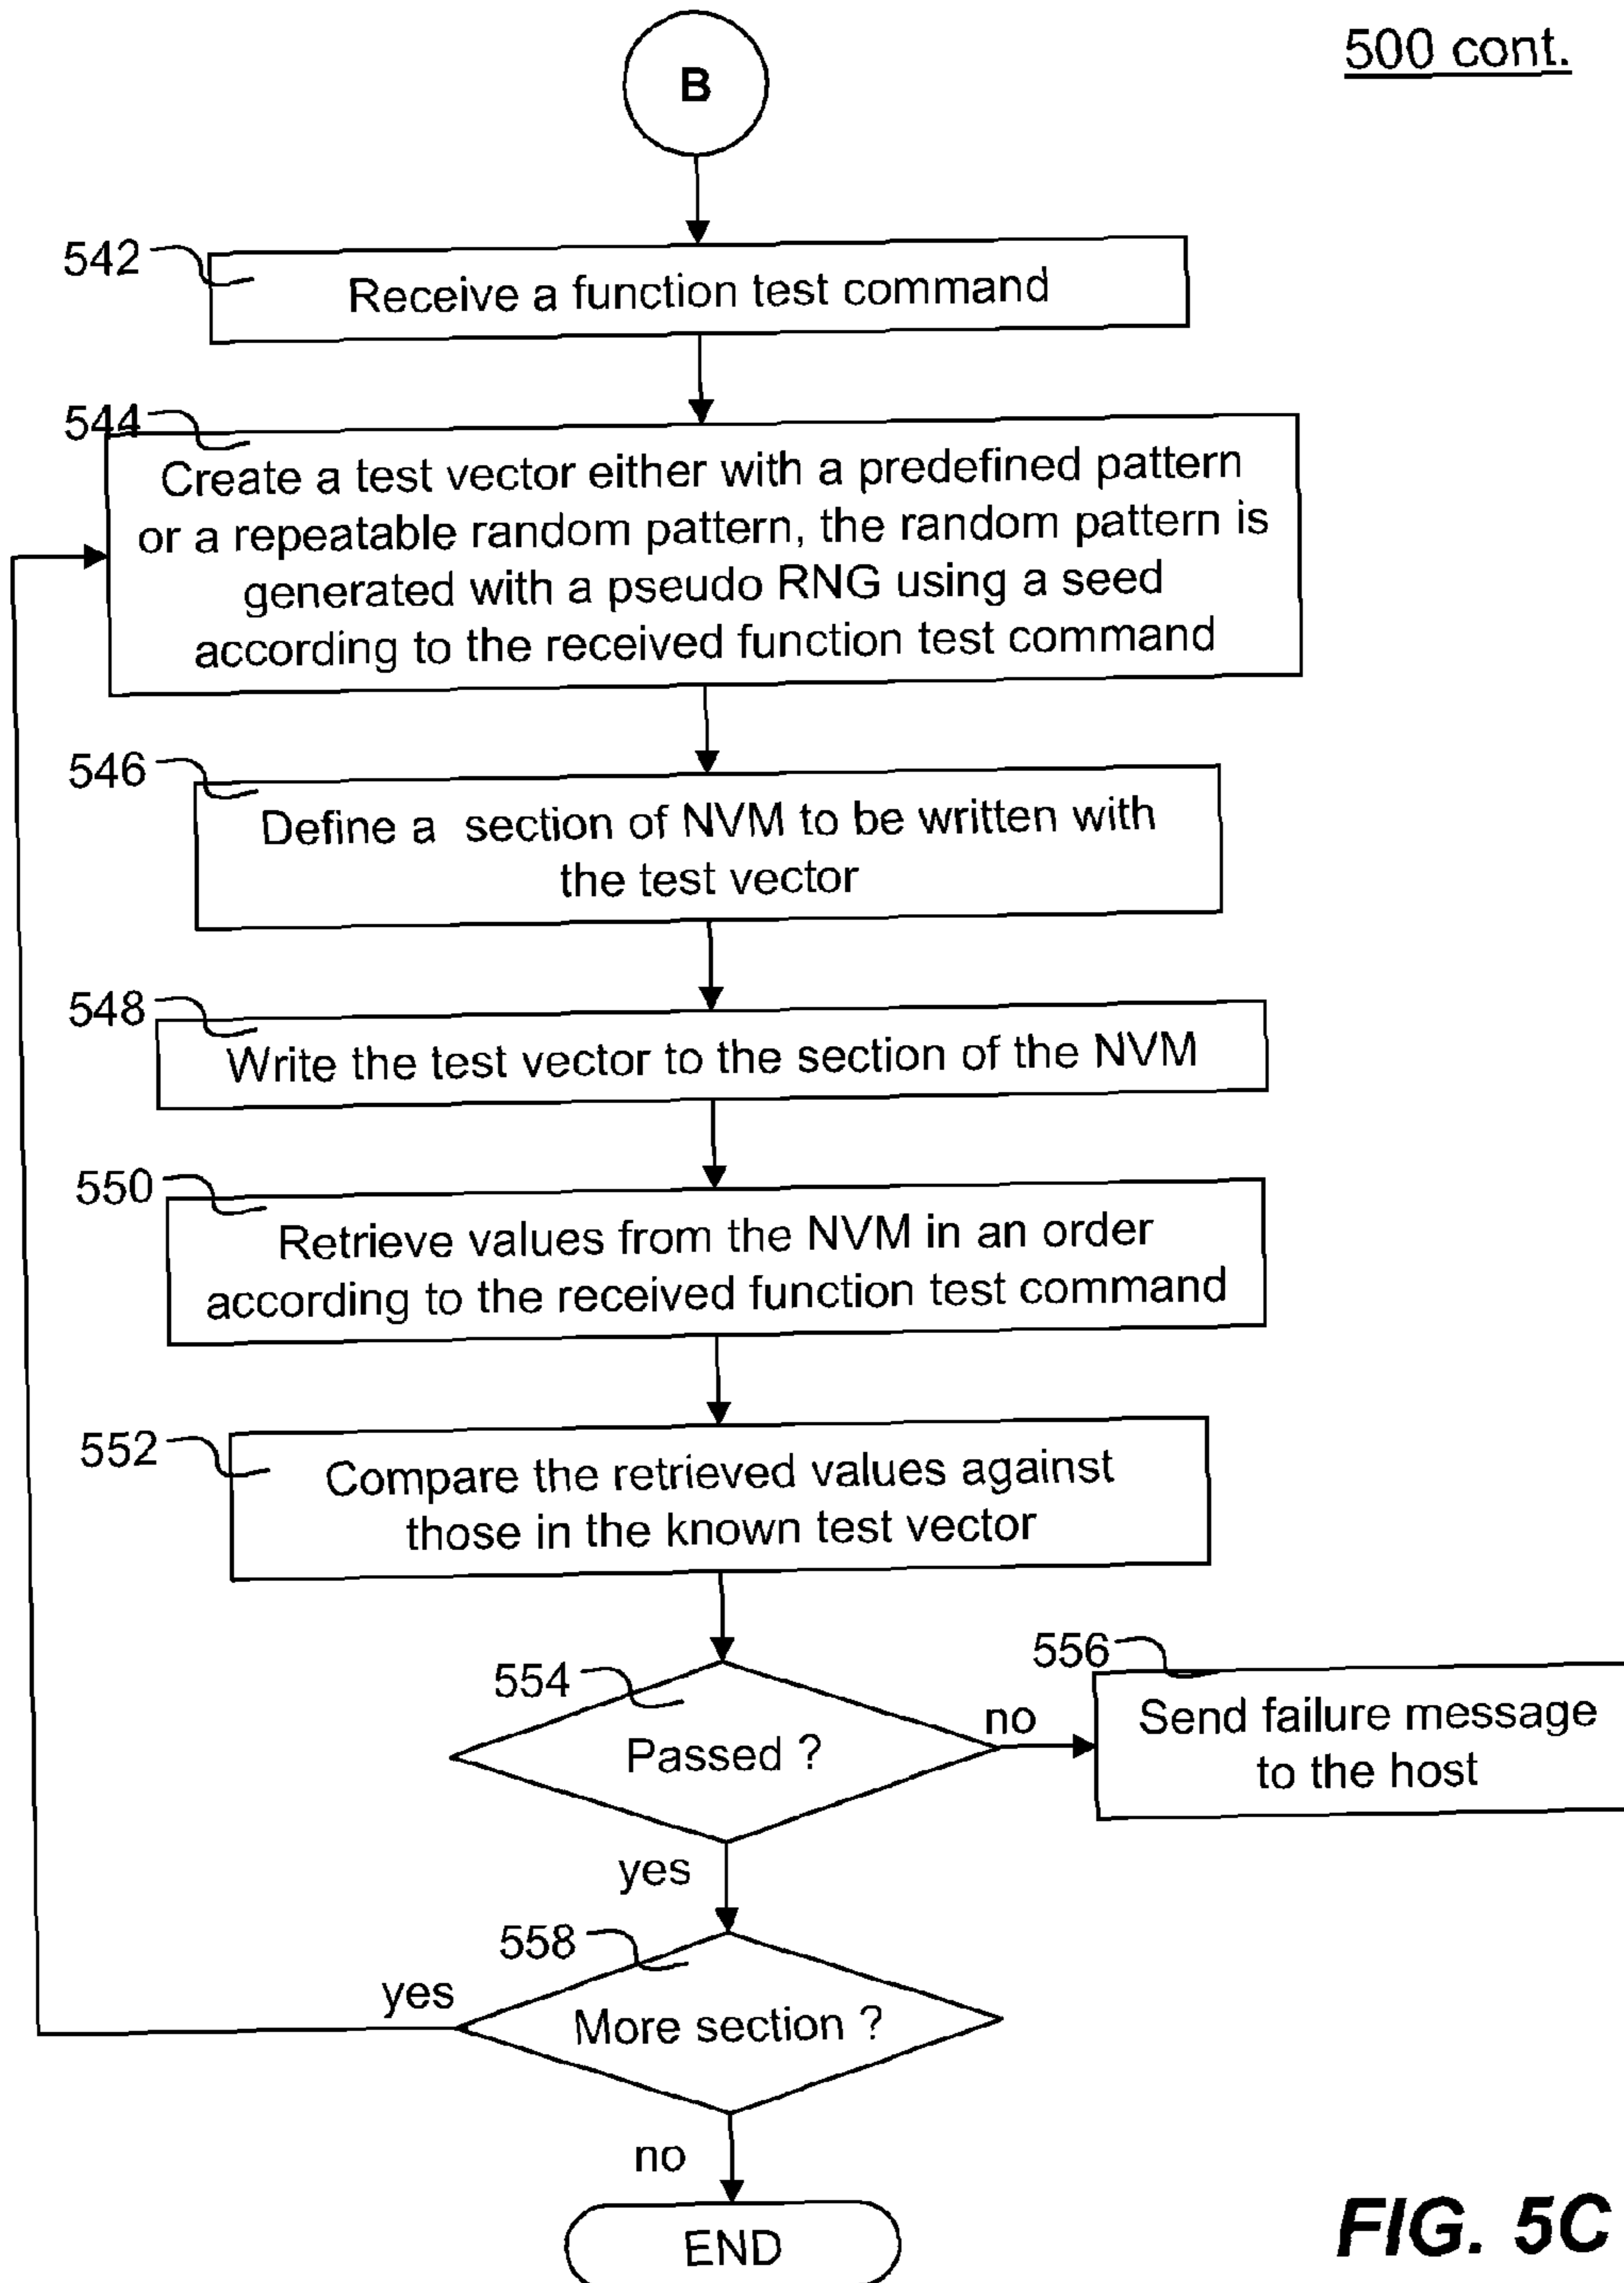 500 cont.
B
542
Receive a function test command
544
Create a test vector either with a predefined pattern
or a repeatable random pattern, the random pattern is
generated with a pseudo RNG using a seed
according to the received function test command
546
Define a section of NVM to be written with
the test vector
548
Write the test vector to the section of the NVM
550
Retrieve values from the NVM in an order
according to the received function test command
552
Compare the retrieved values against
those in the known test vector
554
Passed ?
no
556
Send failure message
to the host
yes
558
yes
More section ?
no
END
FIG. 5C